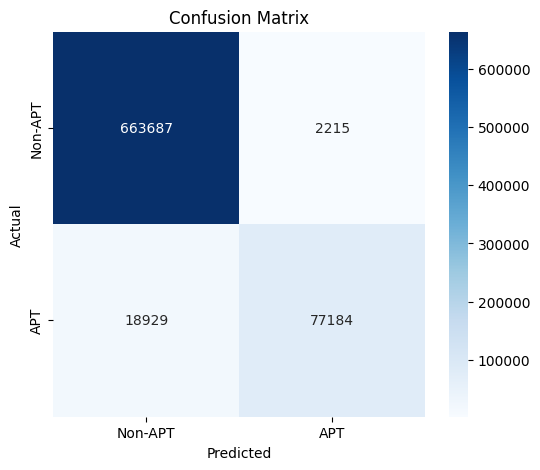 Confusion Matrix
Actual
Non-APT
APT
663687
2215
18929
77184
Non-APT
APT
Predicted
600000
500000
400000
300000
200000
100000